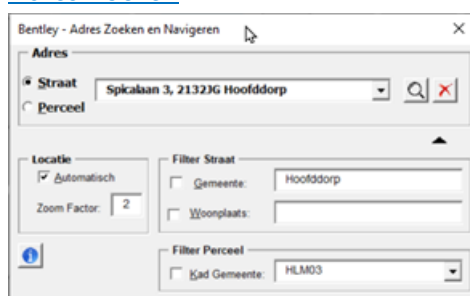 Bentley - Adres Zoeken en Navigeren
Adres
Straat
Spicalaan 3, 2132JG Hoofddorp
Perceel
Locatie
Automatisch
Zoom Factor: 2
Filter Straat
Gemeente: Hoofddorp
Woonplaats:
Filter Perceel
Kad Gemeente: HLM03